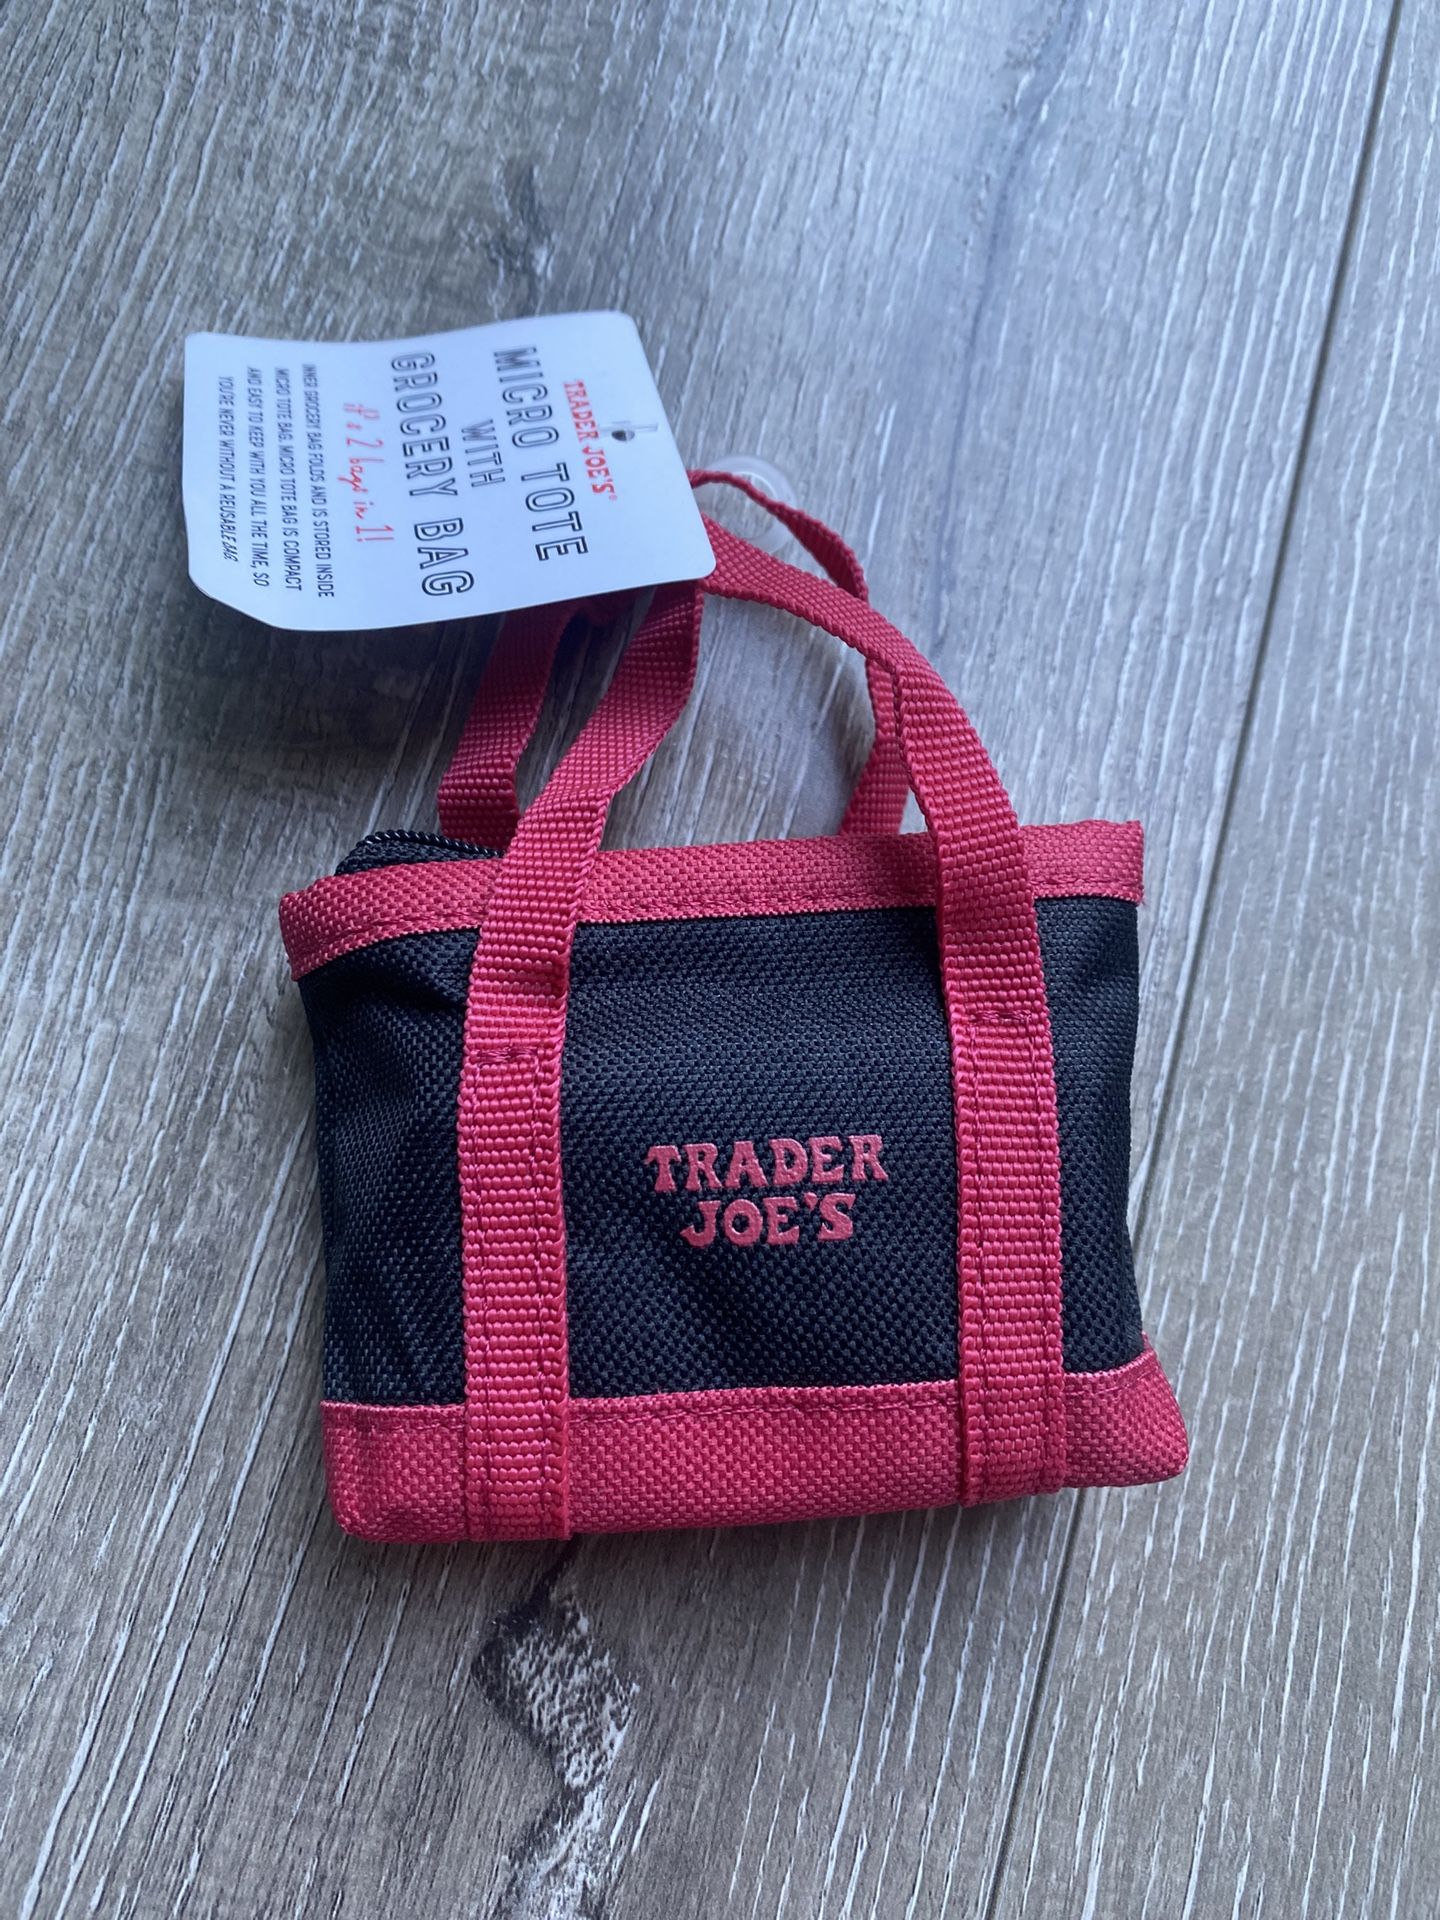 TRADER JOE'S®
MICRO TOTE
WITH
GROCERY BAG
it's 2 bags in 1!
INNER GROCERY BAG FOLDS AND IS STORED INSIDE
MICRO TOTE BAG. MICRO TOTE BAG IS COMPACT
AND EASY TO KEEP WITH YOU ALL THE TIME, SO
YOU'RE NEVER WITHOUT A REUSABLE BAG
TRADER
JOE'S